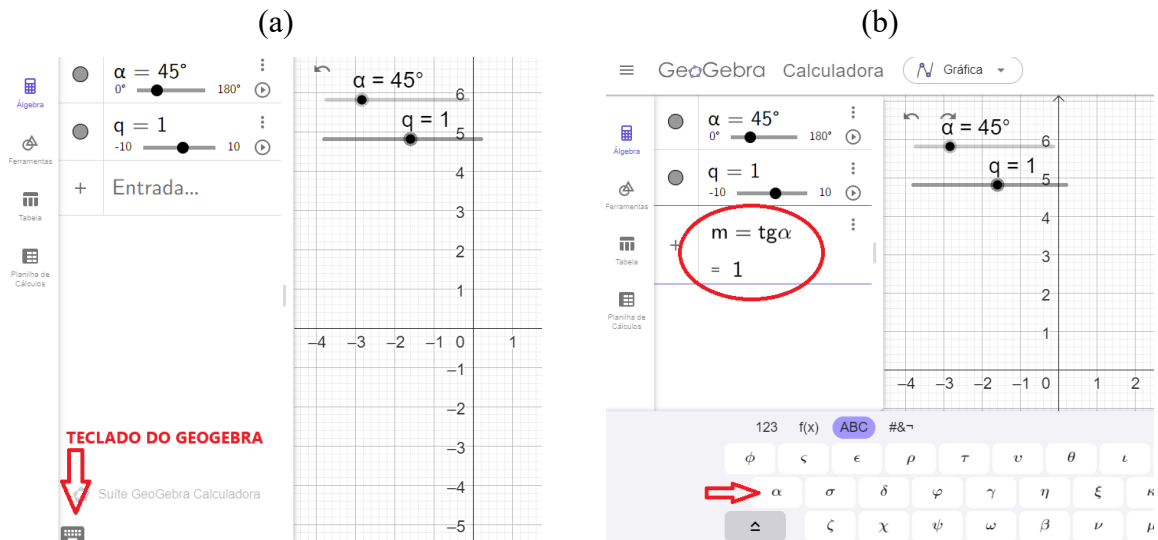 (a)
α = 45°
0° 180°
Álgebra
q = 1
-10 10
Ferramentas
+ Entrada...
Tabela
Planilha de
Cálculos
TECLADO DO GEOGEBRA
Suíte GeoGebra Calculadora
α = 45°
q = 1
6
5
4
3
2
1
–4 –3 –2 –1 0 1
–1
–2
–3
–4
–5
(b)
GeoGebra Calculadora Gráfica
α = 45°
0° 180°
Álgebra
q = 1
-10 10
Ferramentas
+ m = tgα
= 1
Tabela
Planilha de
Cálculos
α = 45°
q = 1
6
5
4
3
2
1
–4 –3 –2 –1 0 1 2
123 f(x) ABC #&¬
ϕ ς ϵ ρ τ υ θ ι
α σ δ φ γ η ξ κ
ζ χ ψ ω β ν μ